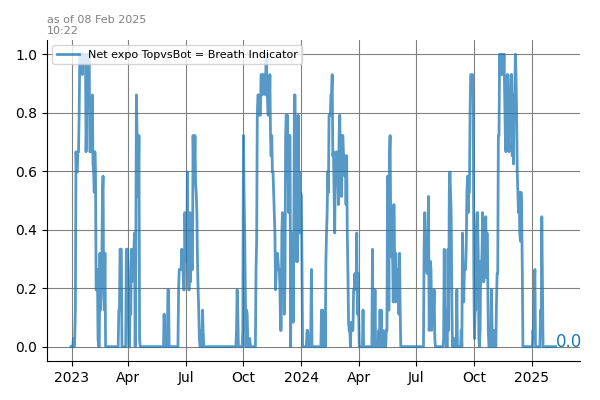 as of 08 Feb 2025
10:22
Net expo TopvsBot = Breath Indicator
1.0
0.8
0.6
0.4
0.2
0.0
0.0
2023 Apr Jul Oct 2024 Apr Jul Oct 2025